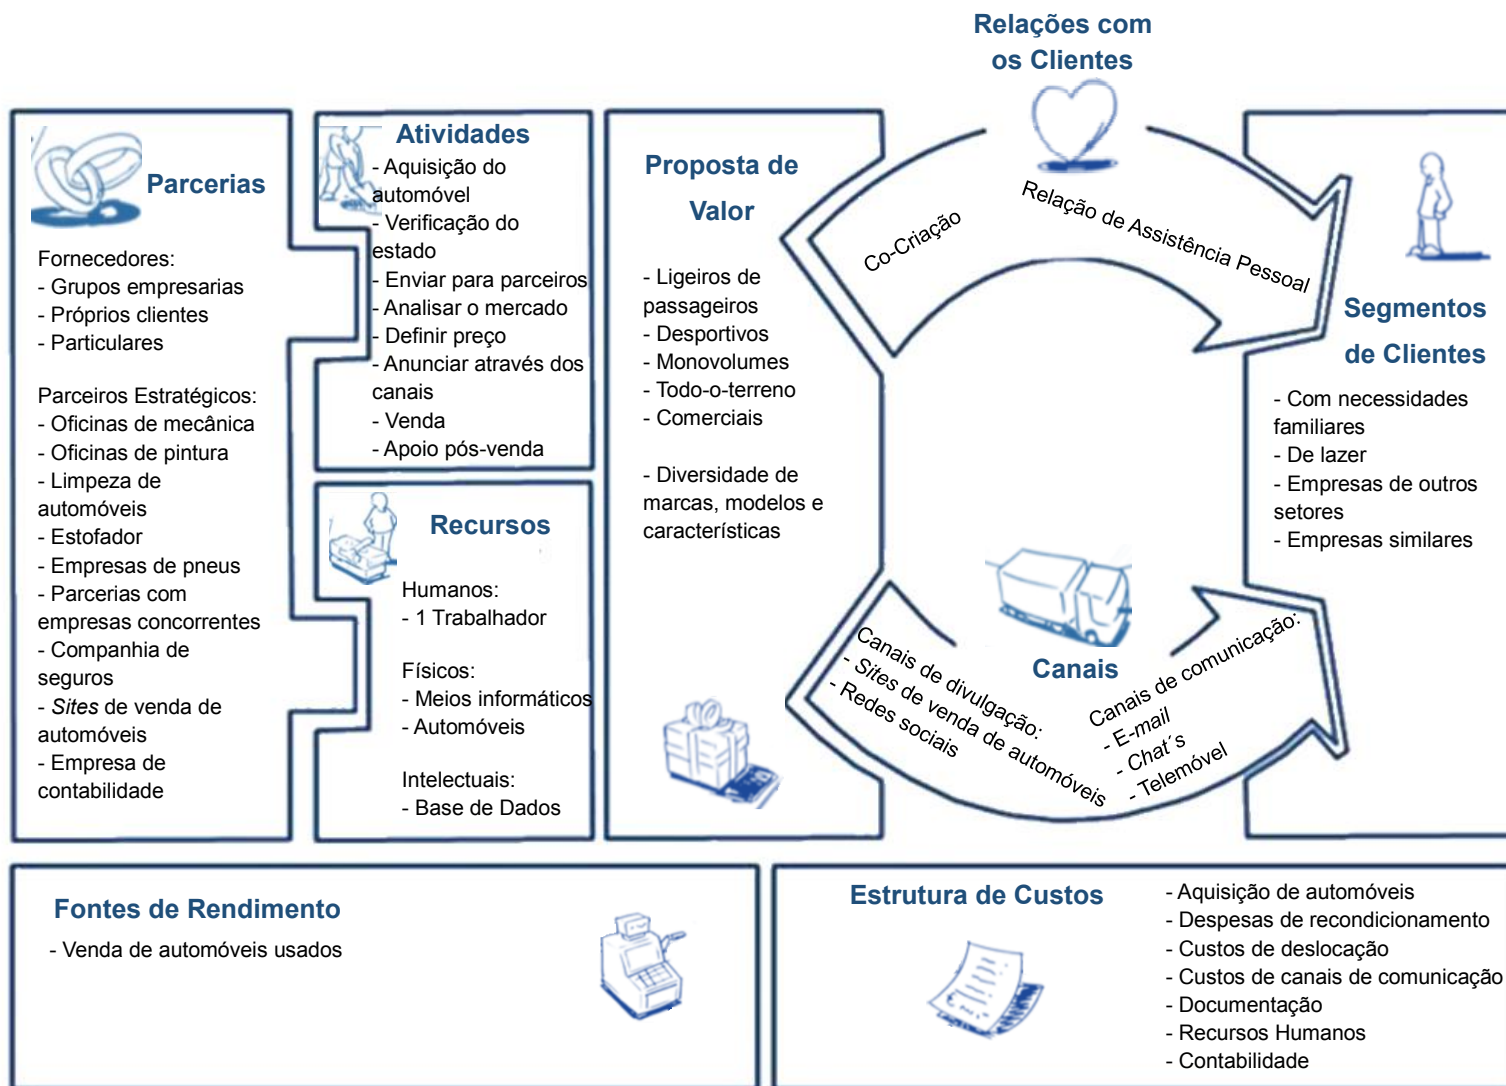 Relações com
os Clientes
Parcerias
Fornecedores:
- Grupos empresarias
- Próprios clientes
- Particulares
Parceiros Estratégicos:
- Oficinas de mecânica
- Oficinas de pintura
- Limpeza de
automóveis
- Estofador
- Empresas de pneus
- Parcerias com
empresas concorrentes
- Companhia de
seguros
- Sites de venda de
automóveis
- Empresa de
contabilidade
Atividades
- Aquisição do
automóvel
- Verificação do
estado
- Enviar para parceiros
- Analisar o mercado
- Definir preço
- Anunciar através dos
canais
- Venda
- Apoio pós-venda
Recursos
Humanos:
- 1 Trabalhador
Físicos:
- Meios informáticos
- Automóveis
Intelectuais:
- Base de Dados
Proposta de
Valor
- Ligeiros de
passageiros
- Desportivos
- Monovolumes
- Todo-o-terreno
- Comerciais
- Diversidade de
marcas, modelos e
características
Co-Criação
Relação de Assistência Pessoal
Canais
Canais de divulgação:
- Sites de venda de automóveis
- Redes sociais
Canais de comunicação:
- E-mail
- Chat´s
- Telemóvel
Segmentos
de Clientes
- Com necessidades
familiares
- De lazer
- Empresas de outros
setores
- Empresas similares
Fontes de Rendimento
- Venda de automóveis usados
Estrutura de Custos
- Aquisição de automóveis
- Despesas de recondicionamento
- Custos de deslocação
- Custos de canais de comunicação
- Documentação
- Recursos Humanos
- Contabilidade